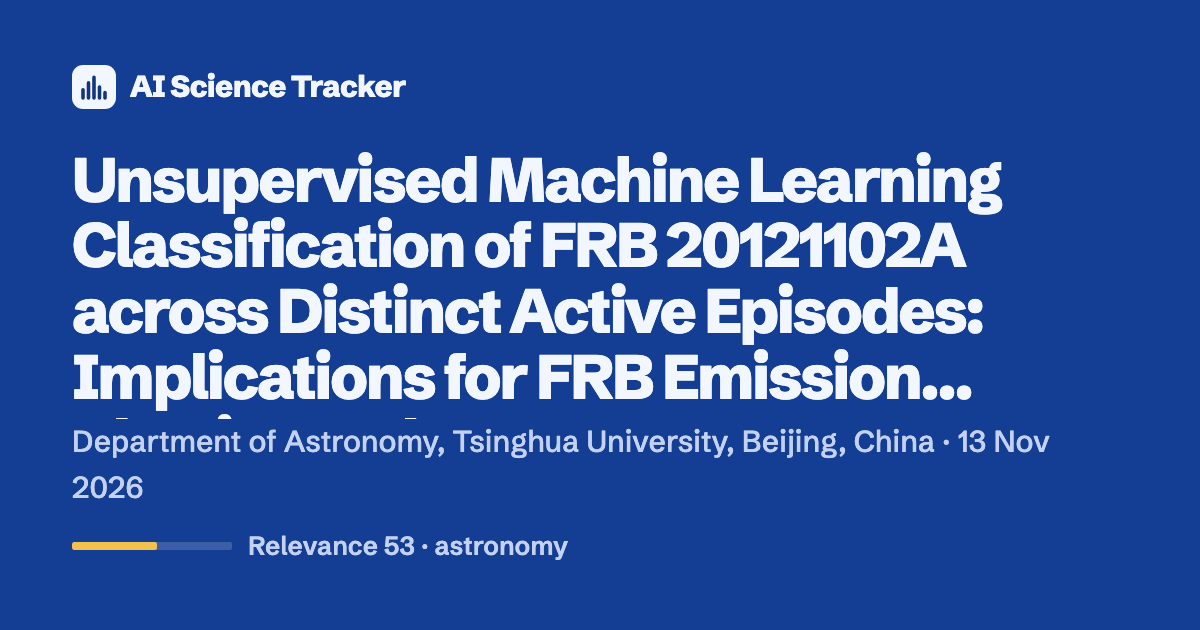 AI Science Tracker
Unsupervised Machine Learning
Classification of FRB 20121102A
across Distinct Active Episodes:
Implications for FRB Emission...
Department of Astronomy, Tsinghua University, Beijing, China · 13 Nov
2026
Relevance 53 · astronomy